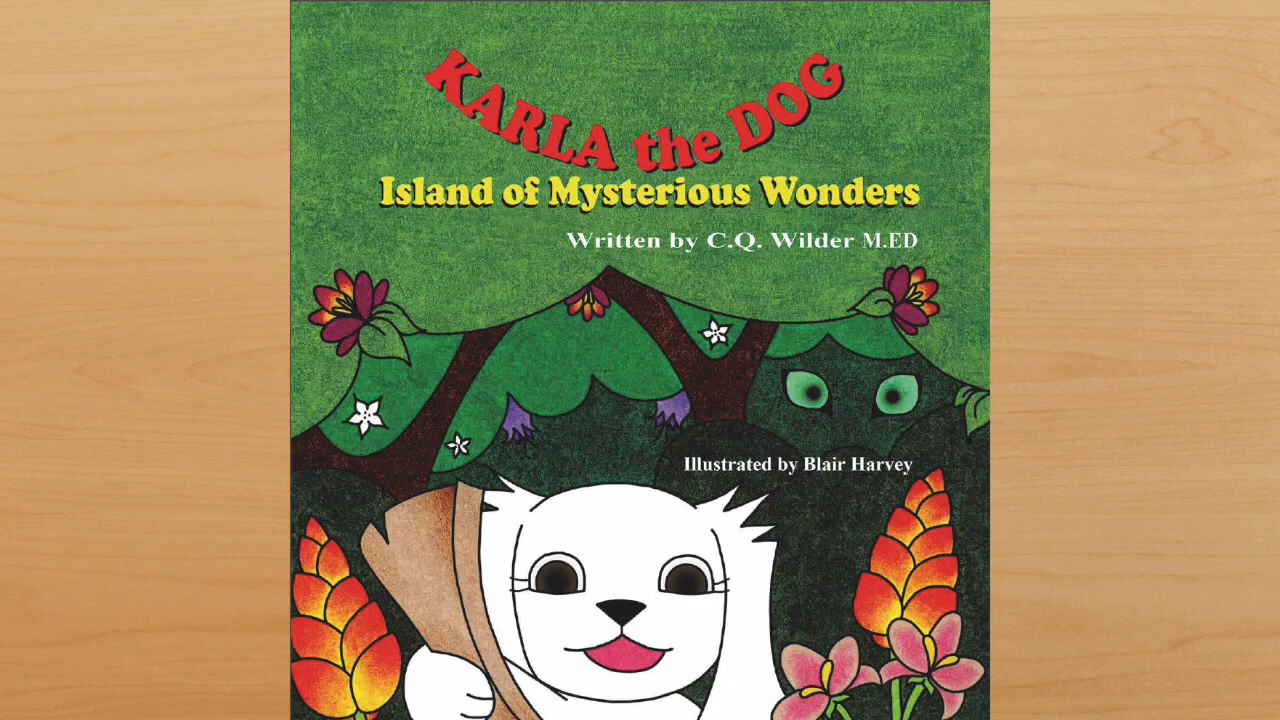 KARLA the DOG
Island of Mysterious Wonders
Written by C.Q. Wilder M.ED
Illustrated by Blair Harvey